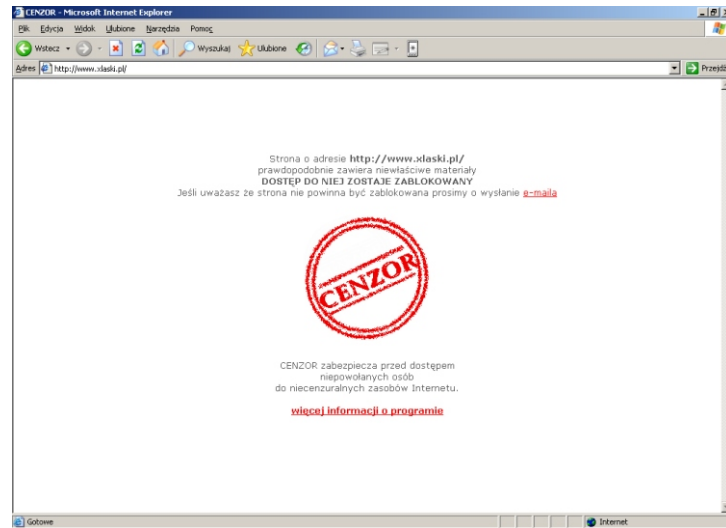 CENZOR - Microsoft Internet Explorer
Plik Edycja Widok Ulubione Narzędzia Pomoc
Wstecz Wyszukaj Ulubione
Adres http://www.xlaski.pl/ Przejdź
Strona o adresie http://www.xlaski.pl/
prawdopodobnie zawiera niewłaściwe materiały
DOSTĘP DO NIEJ ZOSTAJE ZABLOKOWANY
Jeśli uważasz że strona nie powinna być zablokowana prosimy o wysłanie e-maila
CENZOR
CENZOR zabezpiecza przed dostępem
niepowołanych osób
do niecenzuralnych zasobów Internetu.
więcej informacji o programie
Gotowe Internet